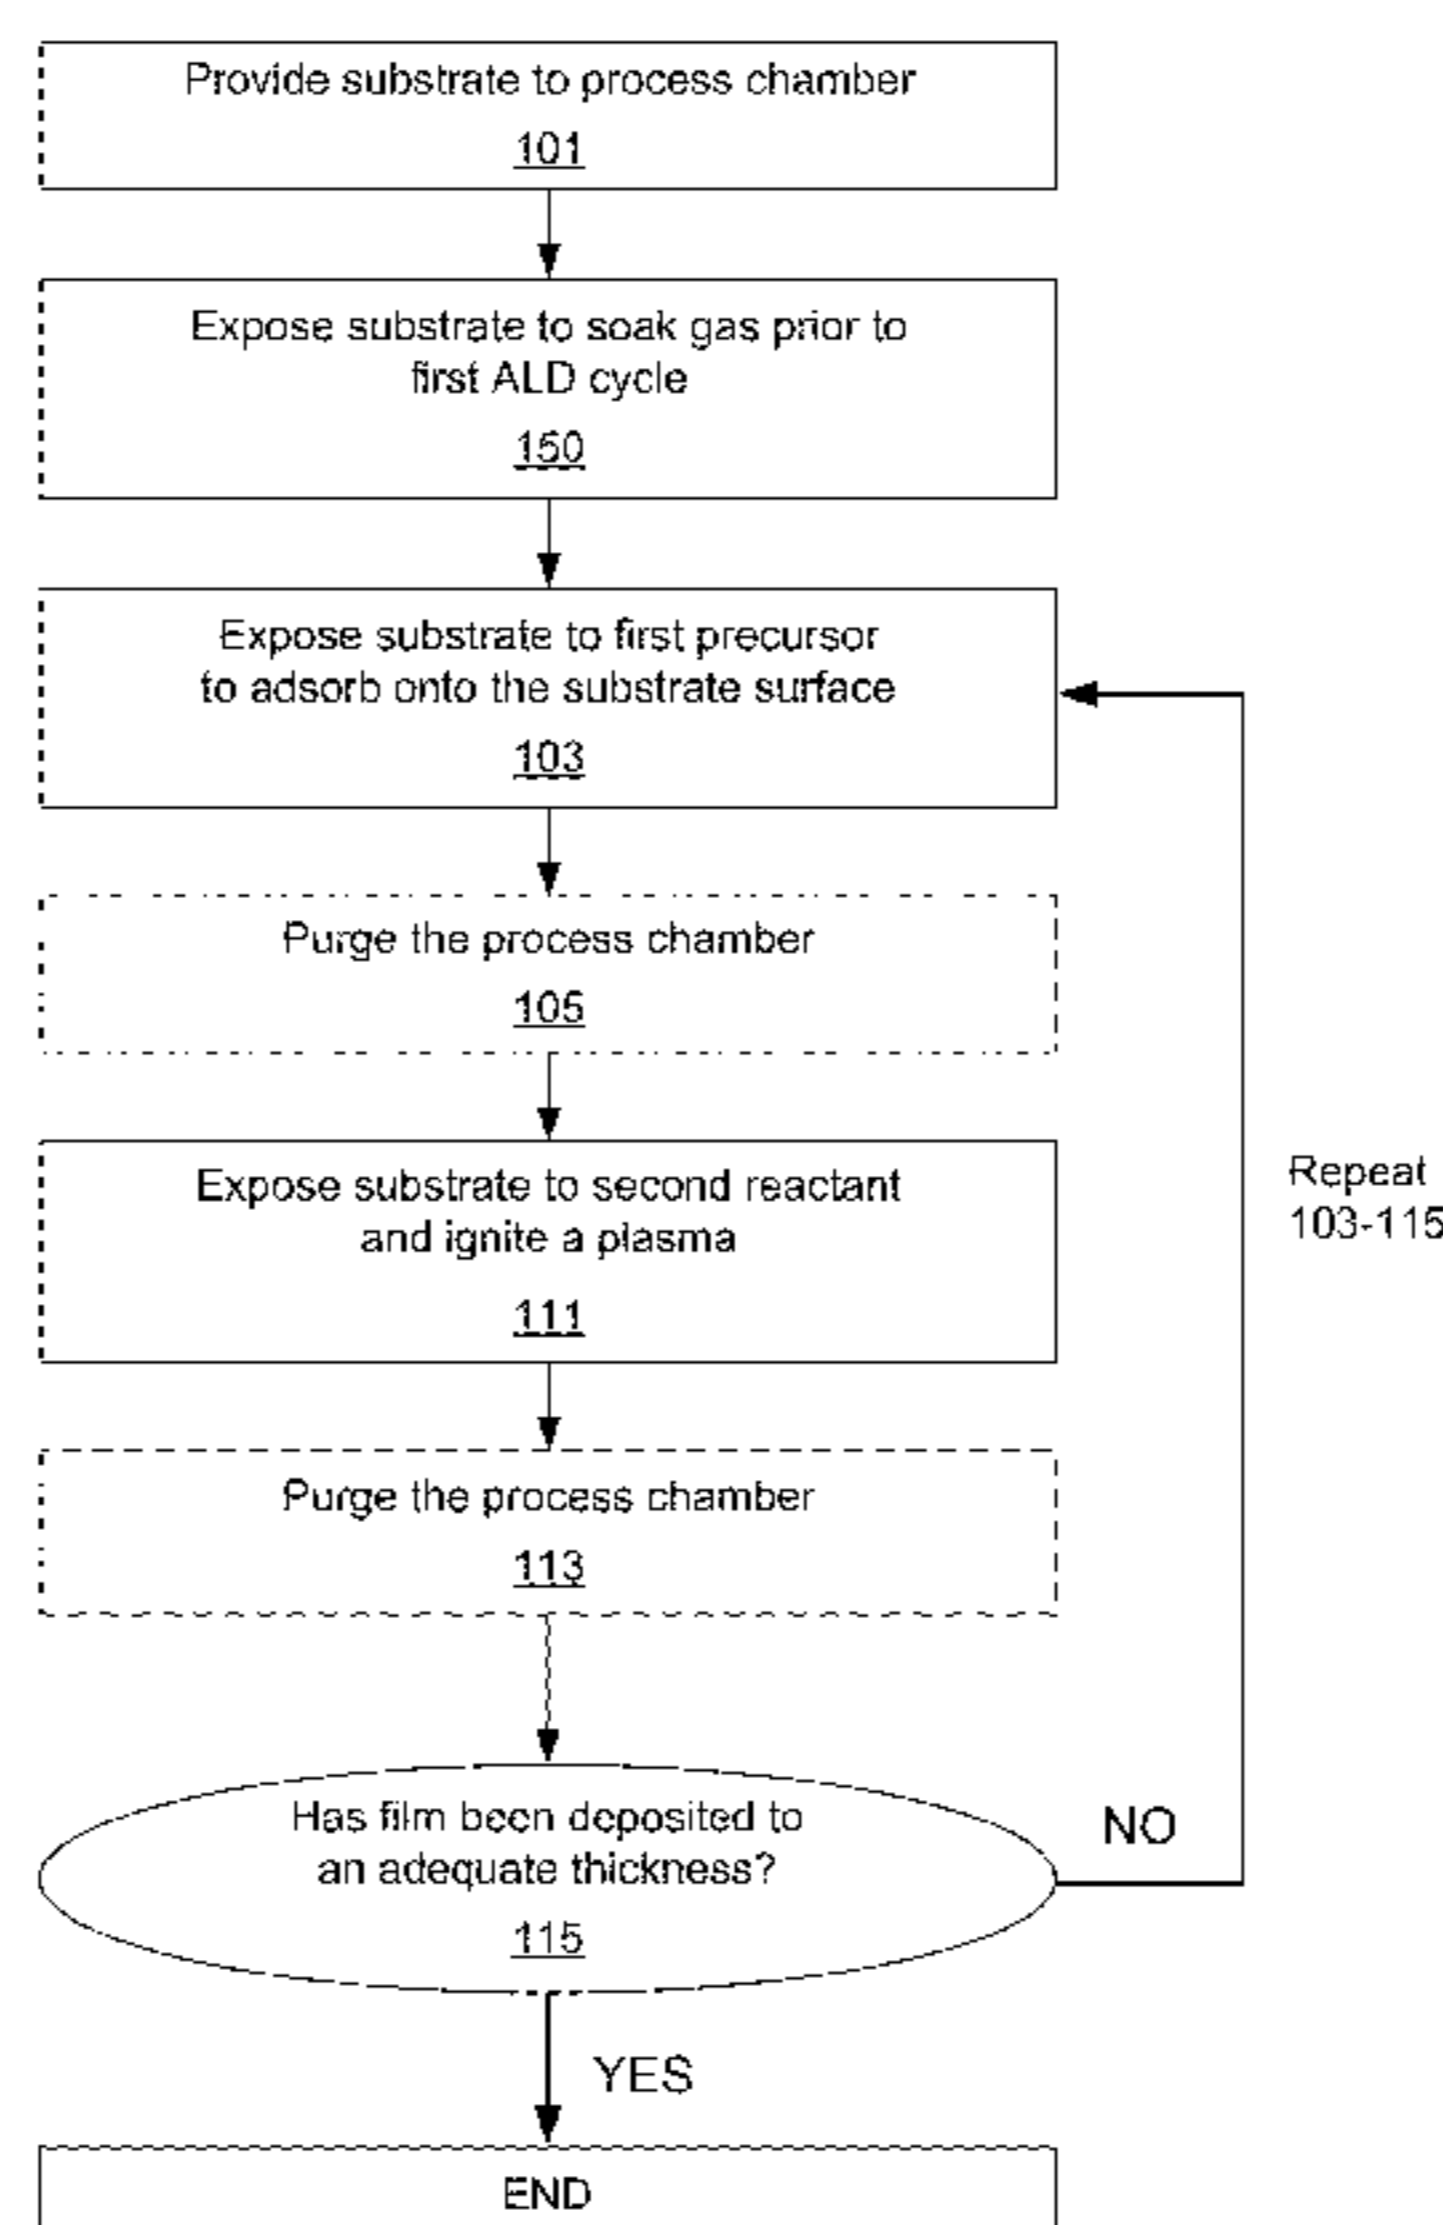 Provide substrate to process chamber
101
Expose substrate to soak gas prior to
first ALD cycle
150
Expose substrate to first precursor
to adsorb onto the substrate surface
103
Purge the process chamber
105
Expose substrate to second reactant
and ignite a plasma
111
Repeat
103-115
Purge the process chamber
113
Has film been deposited to
an adequate thickness?
115
NO
YES
END